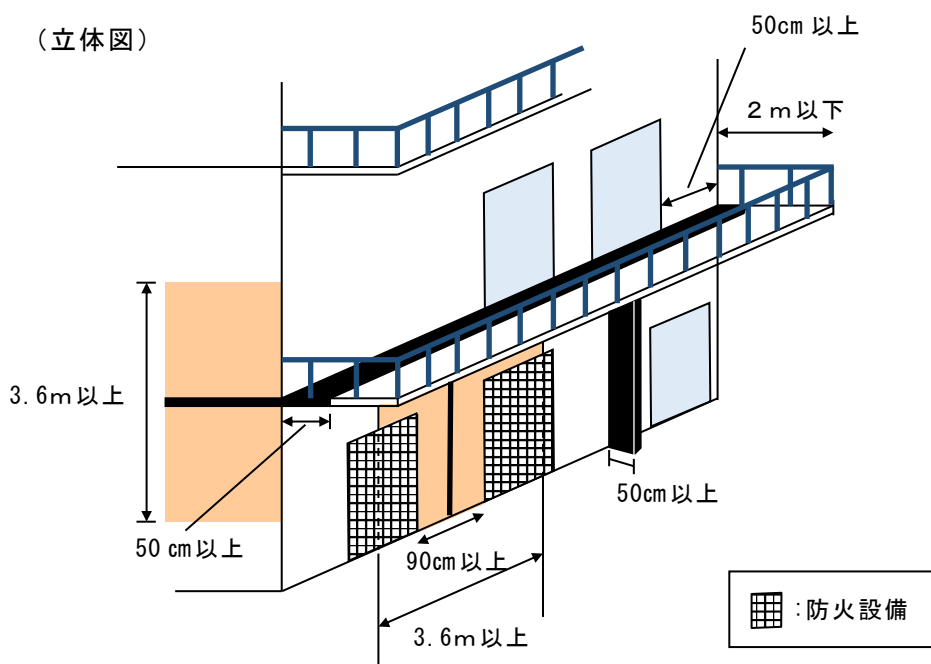 （立体図）
50cm 以上
２ｍ以下
3.6ｍ以上
50cm以上
50 cm以上
90cm以上
3.6ｍ以上
：防火設備